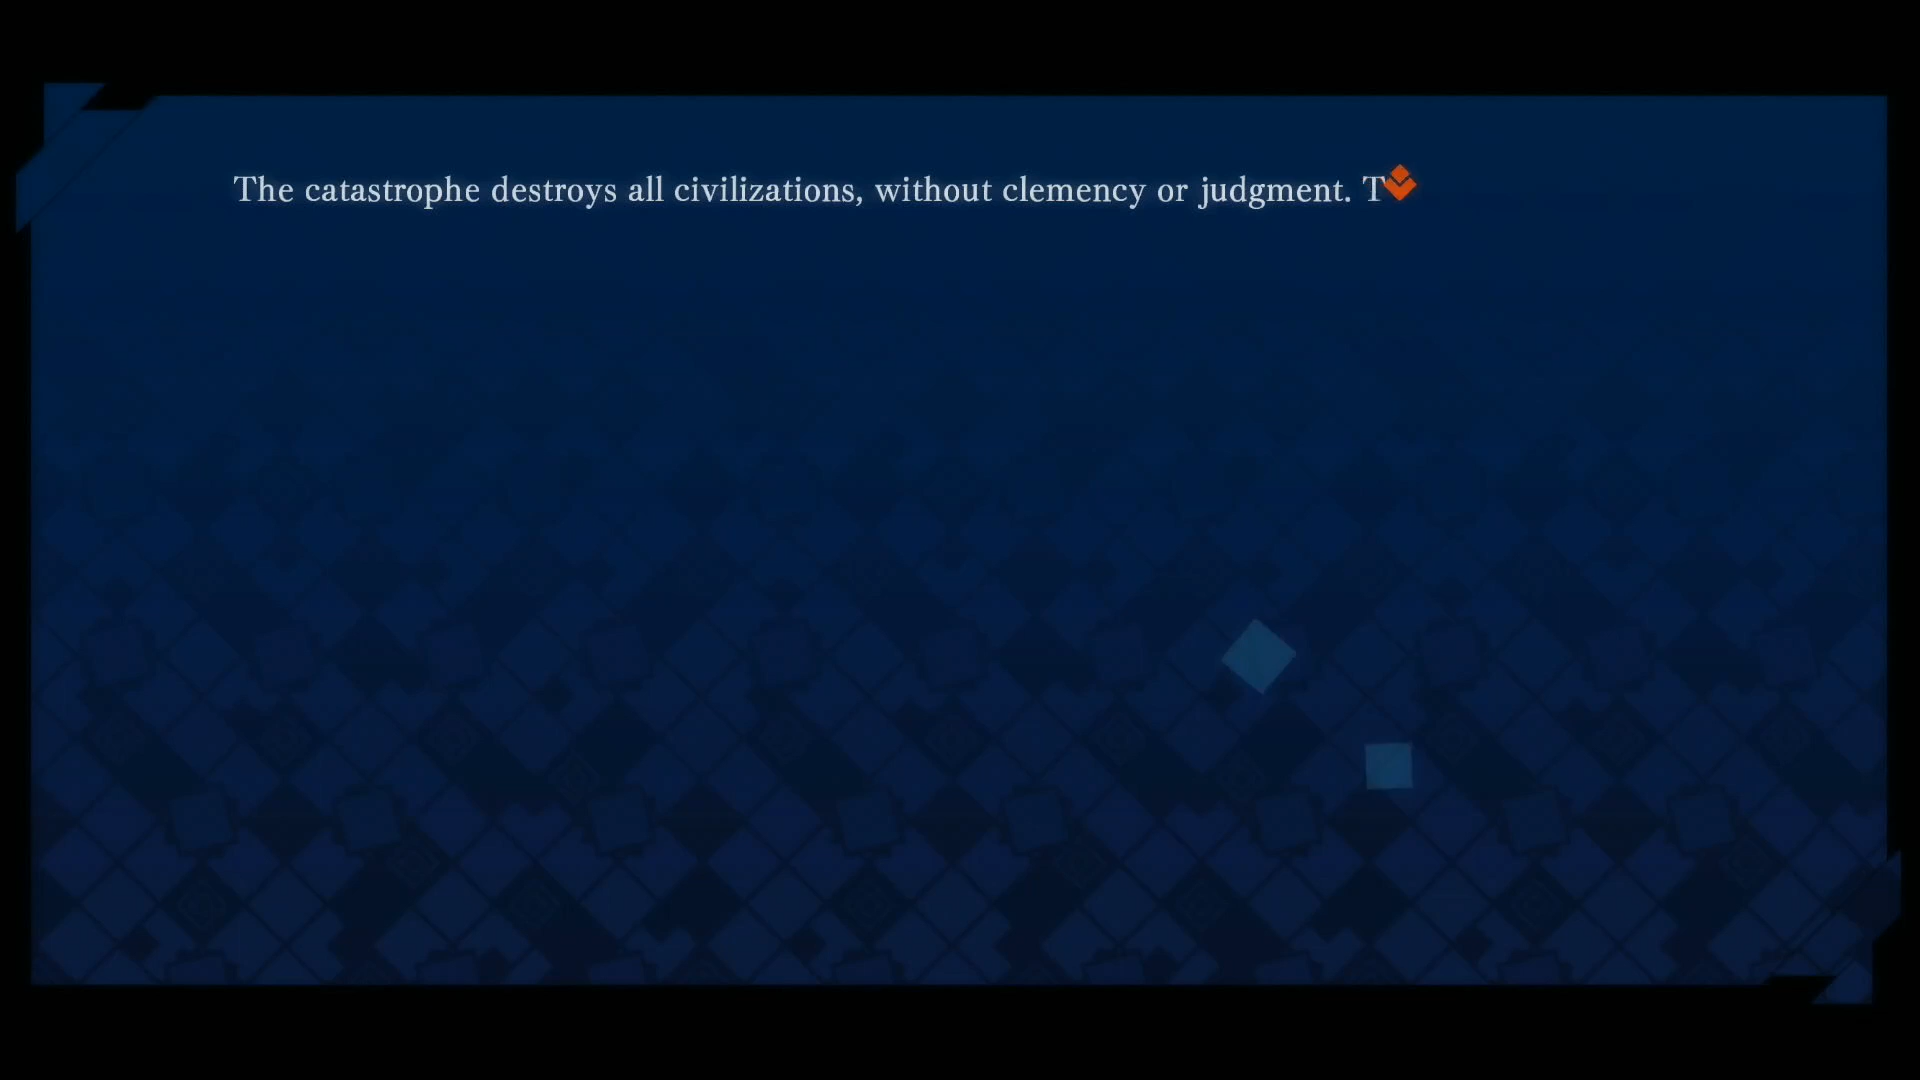 The catastrophe destroys all civilizations, without clemency or judgment. T